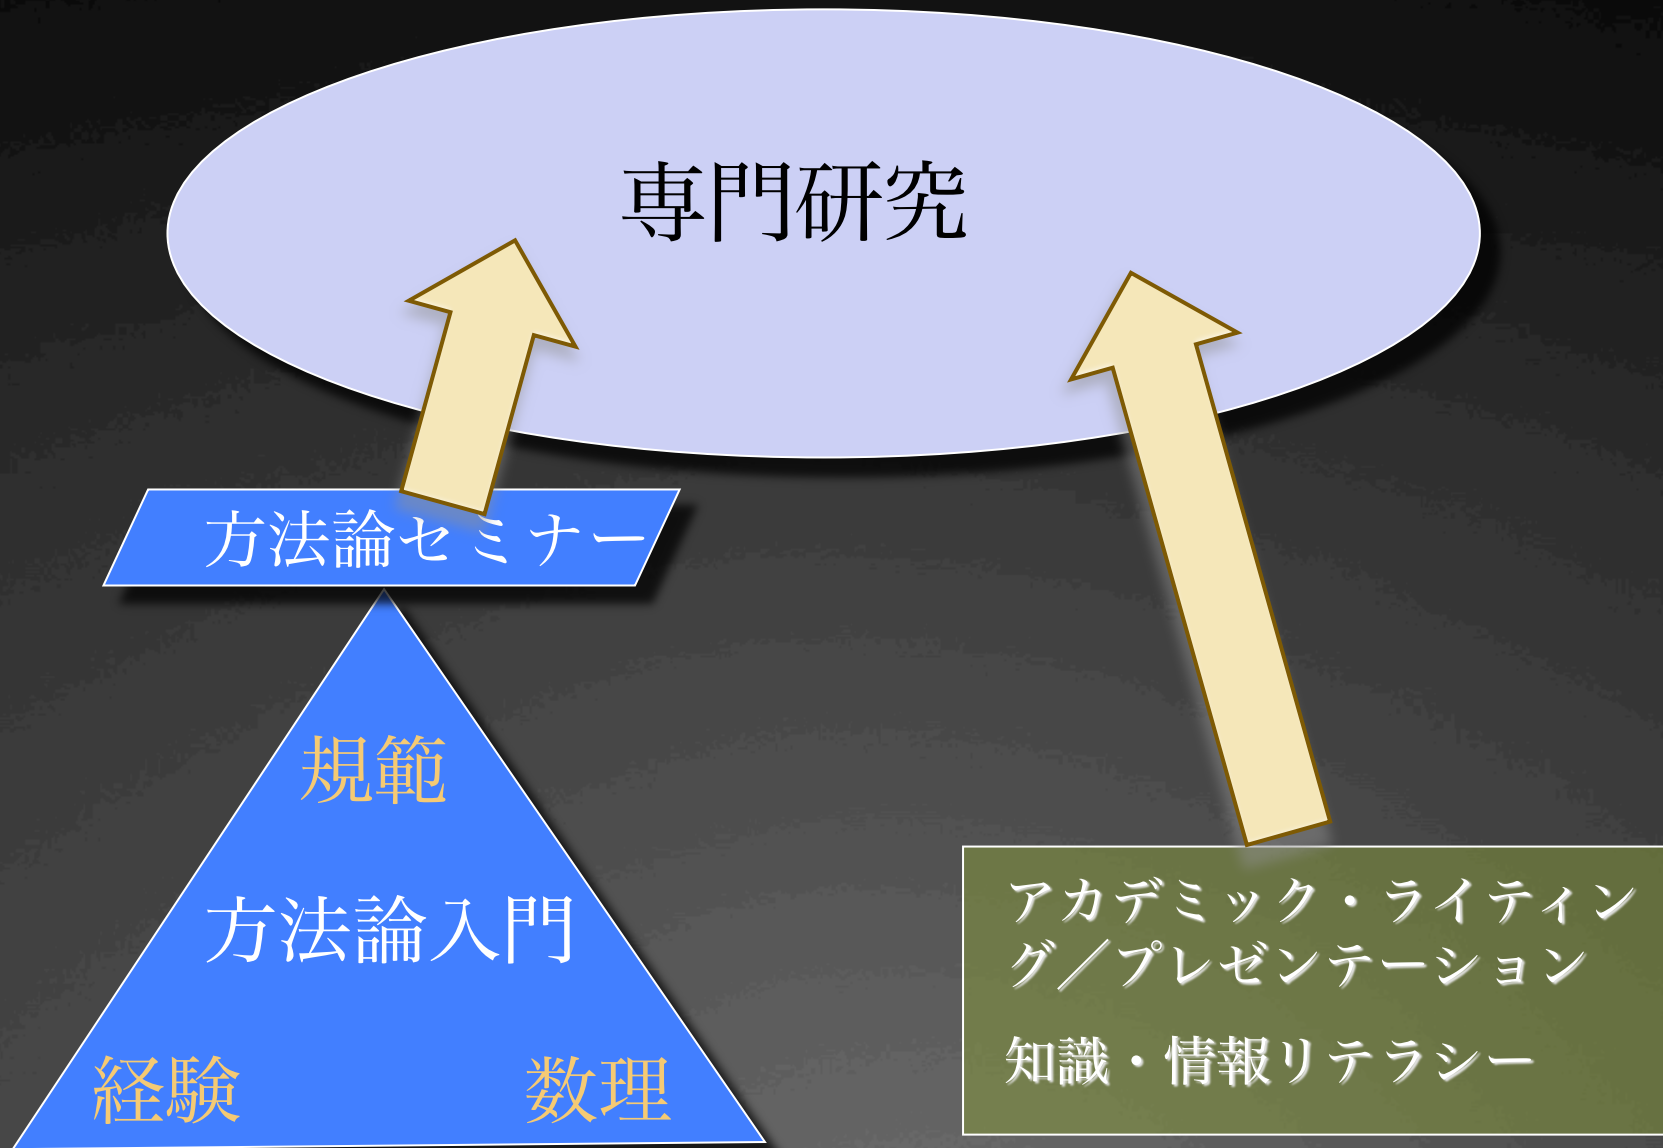 専門研究
方法論セミナー
規範
方法論入門
経験
数理
アカデミック・ライティン
グ／プレゼンテーション
知識・情報リテラシー